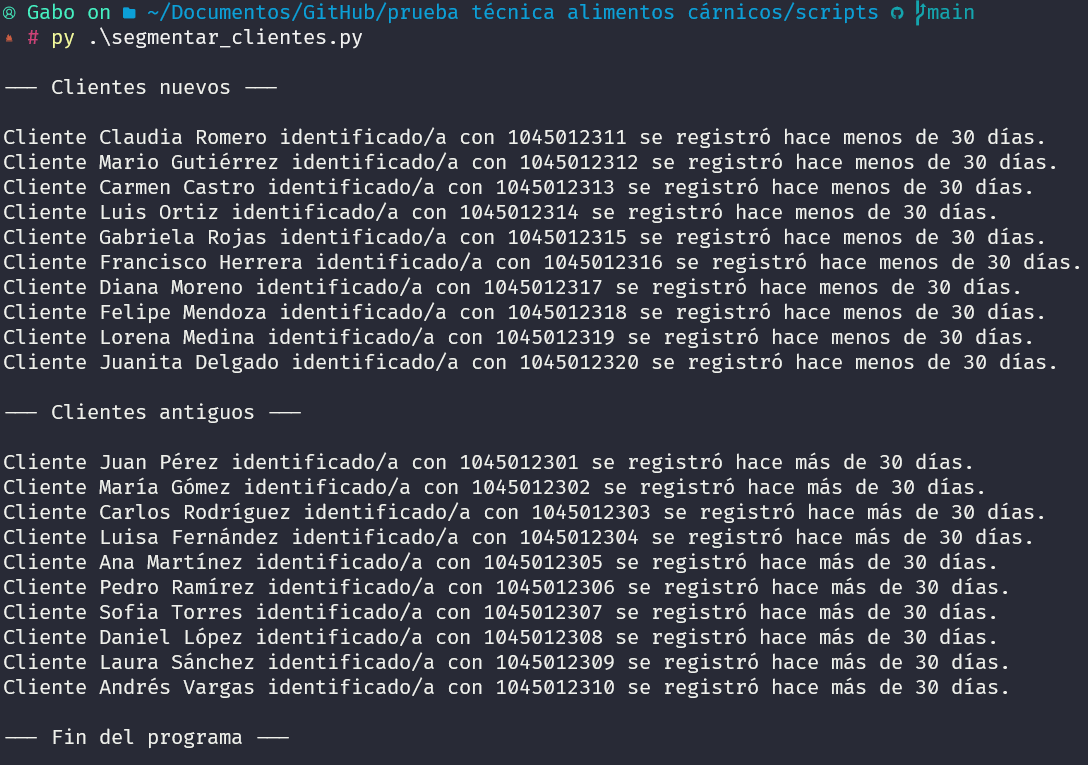 Gabo on ~/Documentos/GitHub/prueba técnica alimentos cárnicos/scripts main
# py .\segmentar_clientes.py
--- Clientes nuevos ---
Cliente Claudia Romero identificado/a con 1045012311 se registró hace menos de 30 días.
Cliente Mario Gutiérrez identificado/a con 1045012312 se registró hace menos de 30 días.
Cliente Carmen Castro identificado/a con 1045012313 se registró hace menos de 30 días.
Cliente Luis Ortiz identificado/a con 1045012314 se registró hace menos de 30 días.
Cliente Gabriela Rojas identificado/a con 1045012315 se registró hace menos de 30 días.
Cliente Francisco Herrera identificado/a con 1045012316 se registró hace menos de 30 días.
Cliente Diana Moreno identificado/a con 1045012317 se registró hace menos de 30 días.
Cliente Felipe Mendoza identificado/a con 1045012318 se registró hace menos de 30 días.
Cliente Lorena Medina identificado/a con 1045012319 se registró hace menos de 30 días.
Cliente Juanita Delgado identificado/a con 1045012320 se registró hace menos de 30 días.
--- Clientes antiguos ---
Cliente Juan Pérez identificado/a con 1045012301 se registró hace más de 30 días.
Cliente María Gómez identificado/a con 1045012302 se registró hace más de 30 días.
Cliente Carlos Rodríguez identificado/a con 1045012303 se registró hace más de 30 días.
Cliente Luisa Fernández identificado/a con 1045012304 se registró hace más de 30 días.
Cliente Ana Martínez identificado/a con 1045012305 se registró hace más de 30 días.
Cliente Pedro Ramírez identificado/a con 1045012306 se registró hace más de 30 días.
Cliente Sofia Torres identificado/a con 1045012307 se registró hace más de 30 días.
Cliente Daniel López identificado/a con 1045012308 se registró hace más de 30 días.
Cliente Laura Sánchez identificado/a con 1045012309 se registró hace más de 30 días.
Cliente Andrés Vargas identificado/a con 1045012310 se registró hace más de 30 días.
--- Fin del programa ---